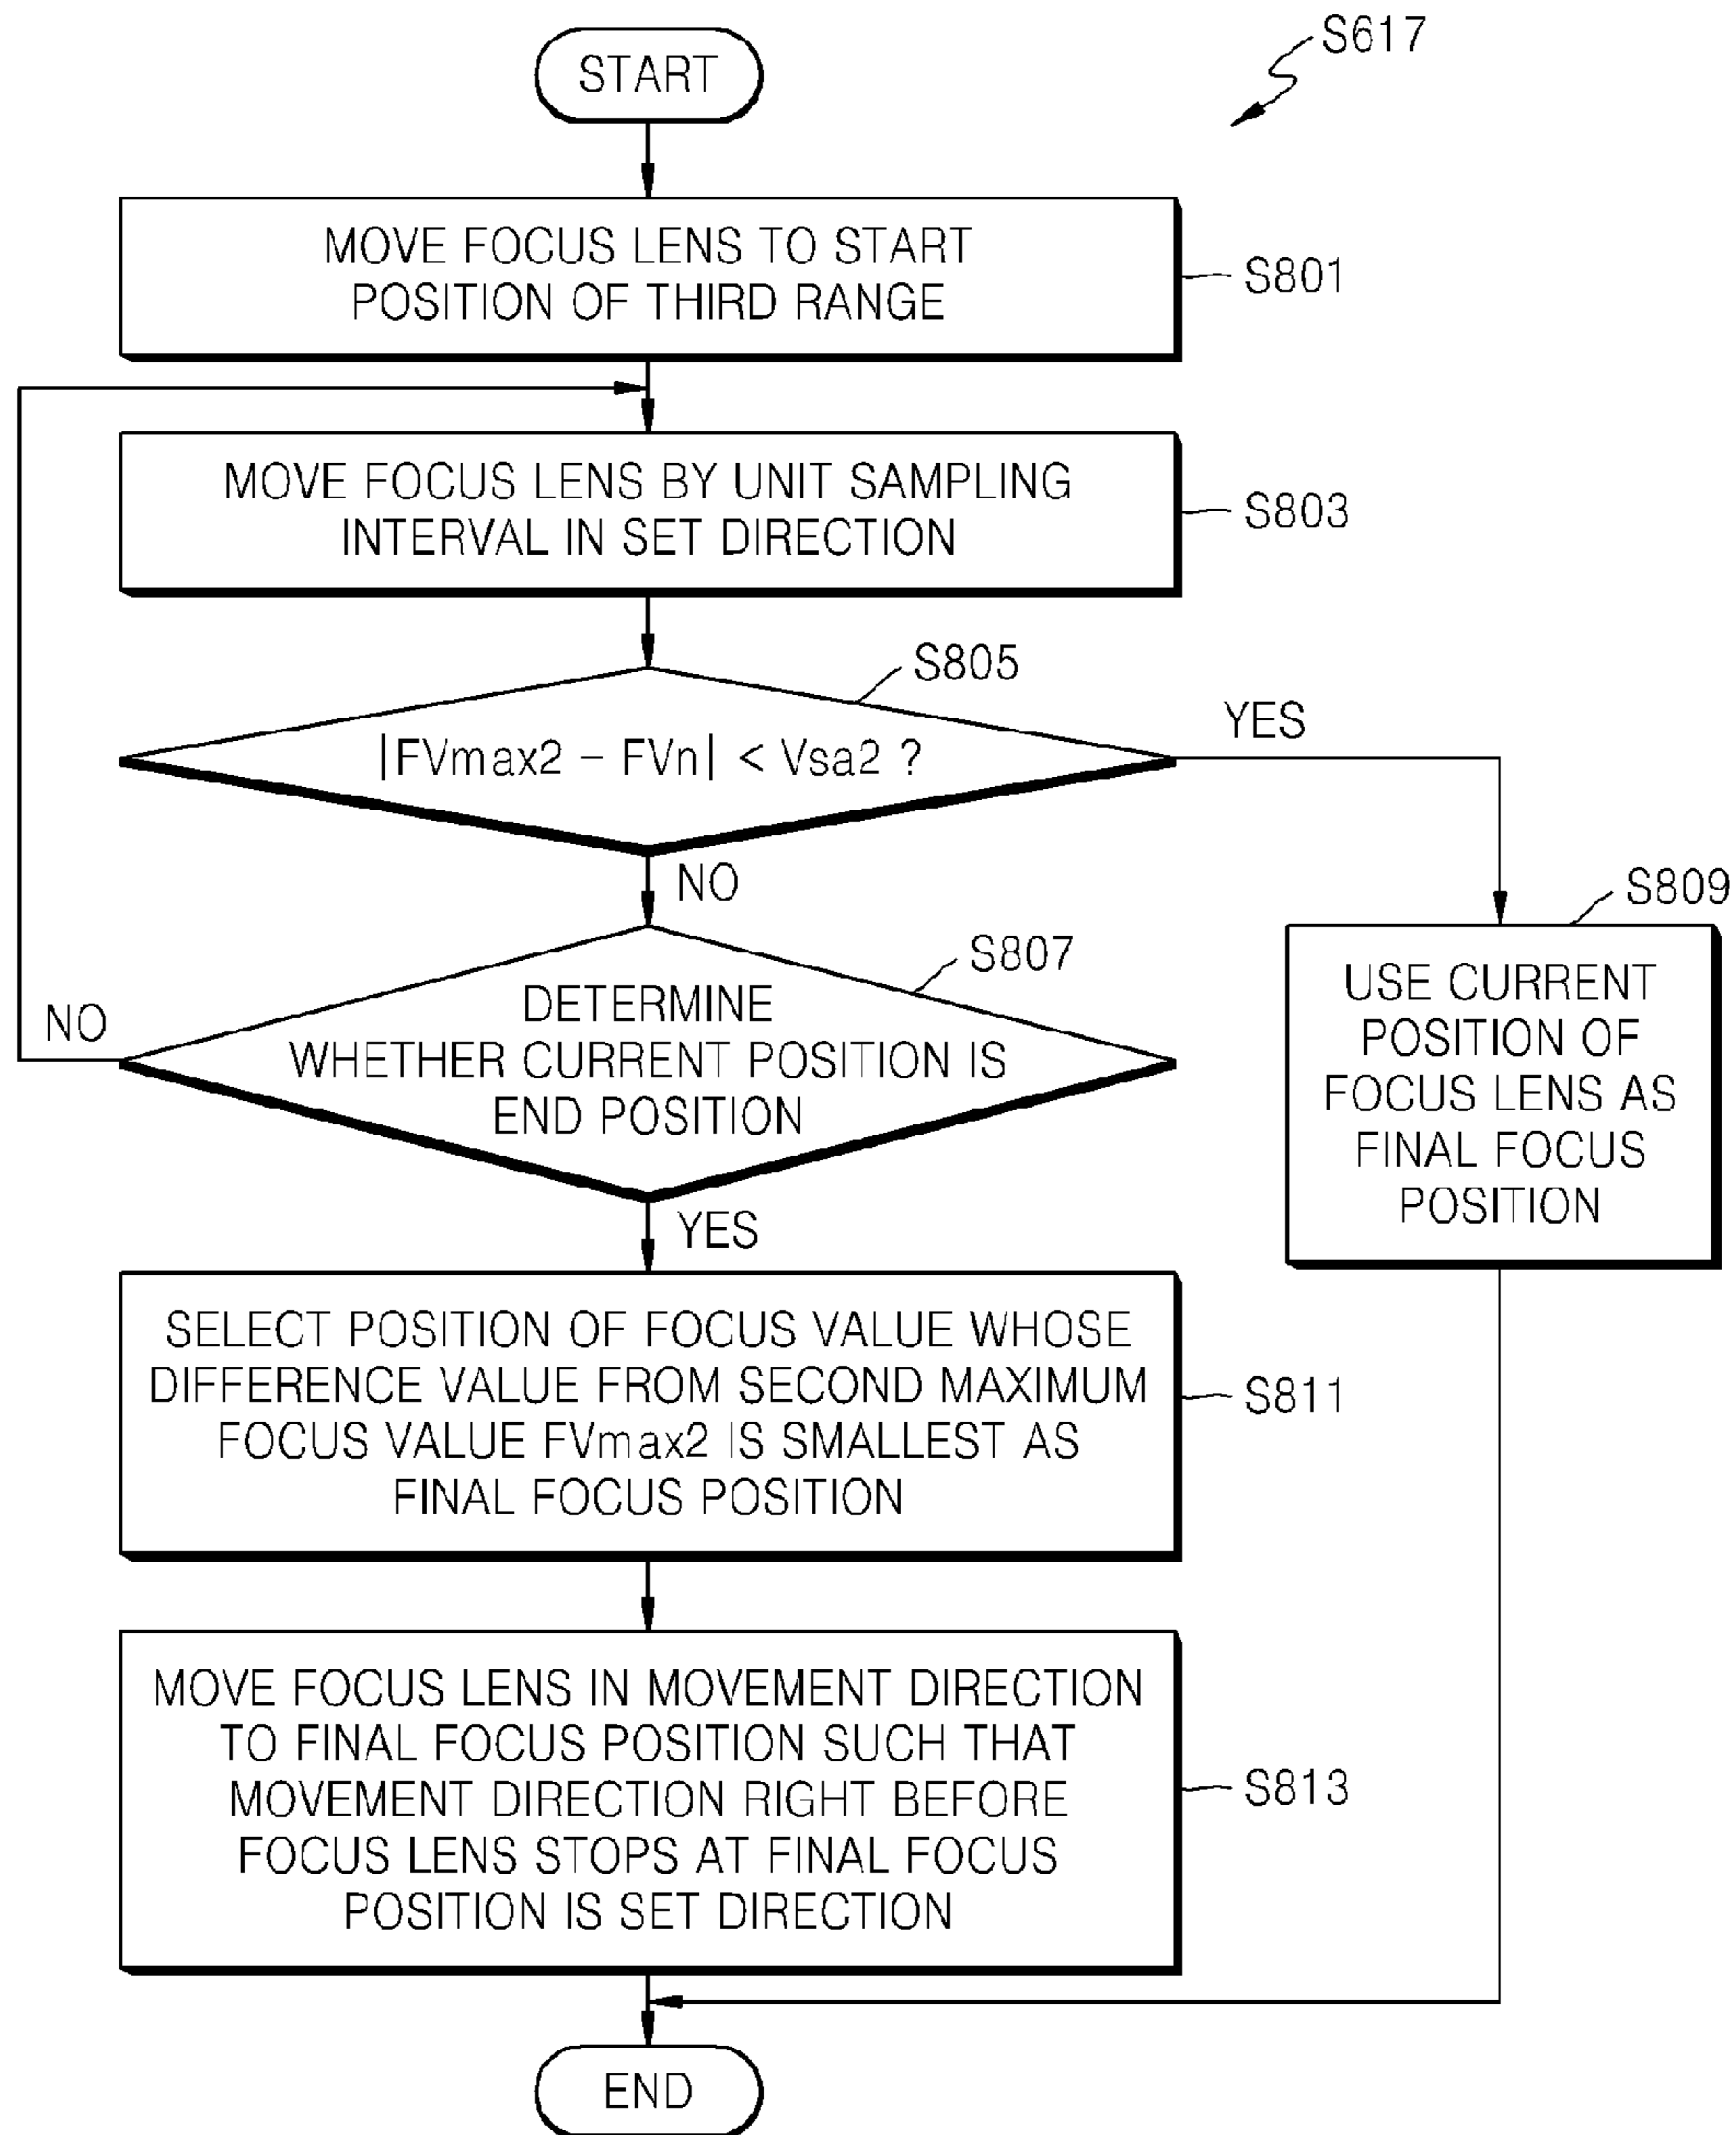 S617
START
MOVE FOCUS LENS TO START
POSITION OF THIRD RANGE
S801
MOVE FOCUS LENS BY UNIT SAMPLING
INTERVAL IN SET DIRECTION
S803
S805
|FVmax2 - FVn| < Vsa2 ?
YES
NO
S807
DETERMINE
WHETHER CURRENT POSITION IS
END POSITION
NO
YES
S809
USE CURRENT
POSITION OF
FOCUS LENS AS
FINAL FOCUS
POSITION
SELECT POSITION OF FOCUS VALUE WHOSE
DIFFERENCE VALUE FROM SECOND MAXIMUM
FOCUS VALUE FVmax2 IS SMALLEST AS
FINAL FOCUS POSITION
S811
MOVE FOCUS LENS IN MOVEMENT DIRECTION
TO FINAL FOCUS POSITION SUCH THAT
MOVEMENT DIRECTION RIGHT BEFORE
FOCUS LENS STOPS AT FINAL FOCUS
POSITION IS SET DIRECTION
S813
END